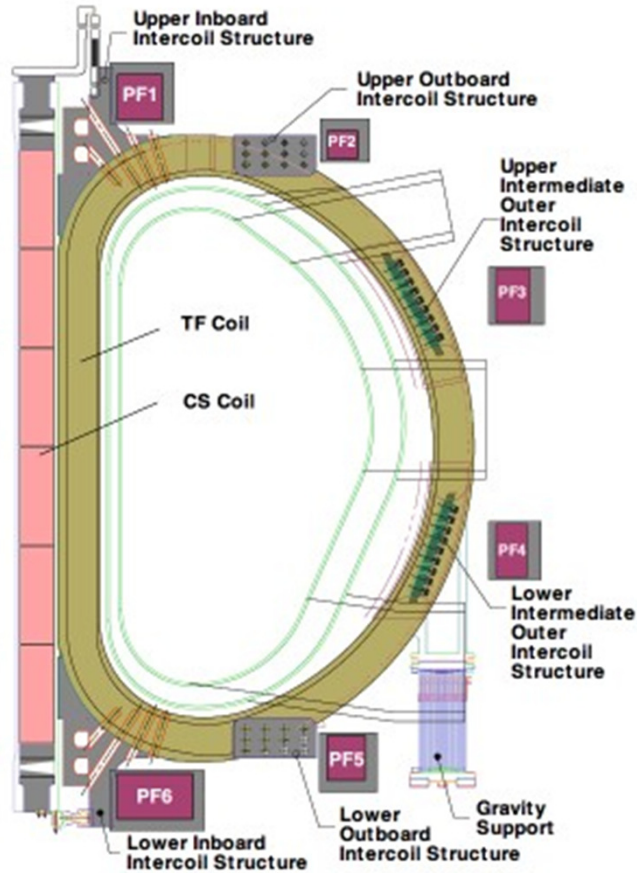 Upper Inboard
Intercoil Structure
PF1
Upper Outboard
Intercoil Structure
PF2
Upper
Intermediate
Outer
Intercoil
Structure
PF3
TF Coil
CS Coil
PF4
Lower
Intermediate
Outer
Intercoil
Structure
PF5
PF6
Gravity
Support
Lower
Outboard
Intercoil Structure
Lower Inboard
Intercoil Structure